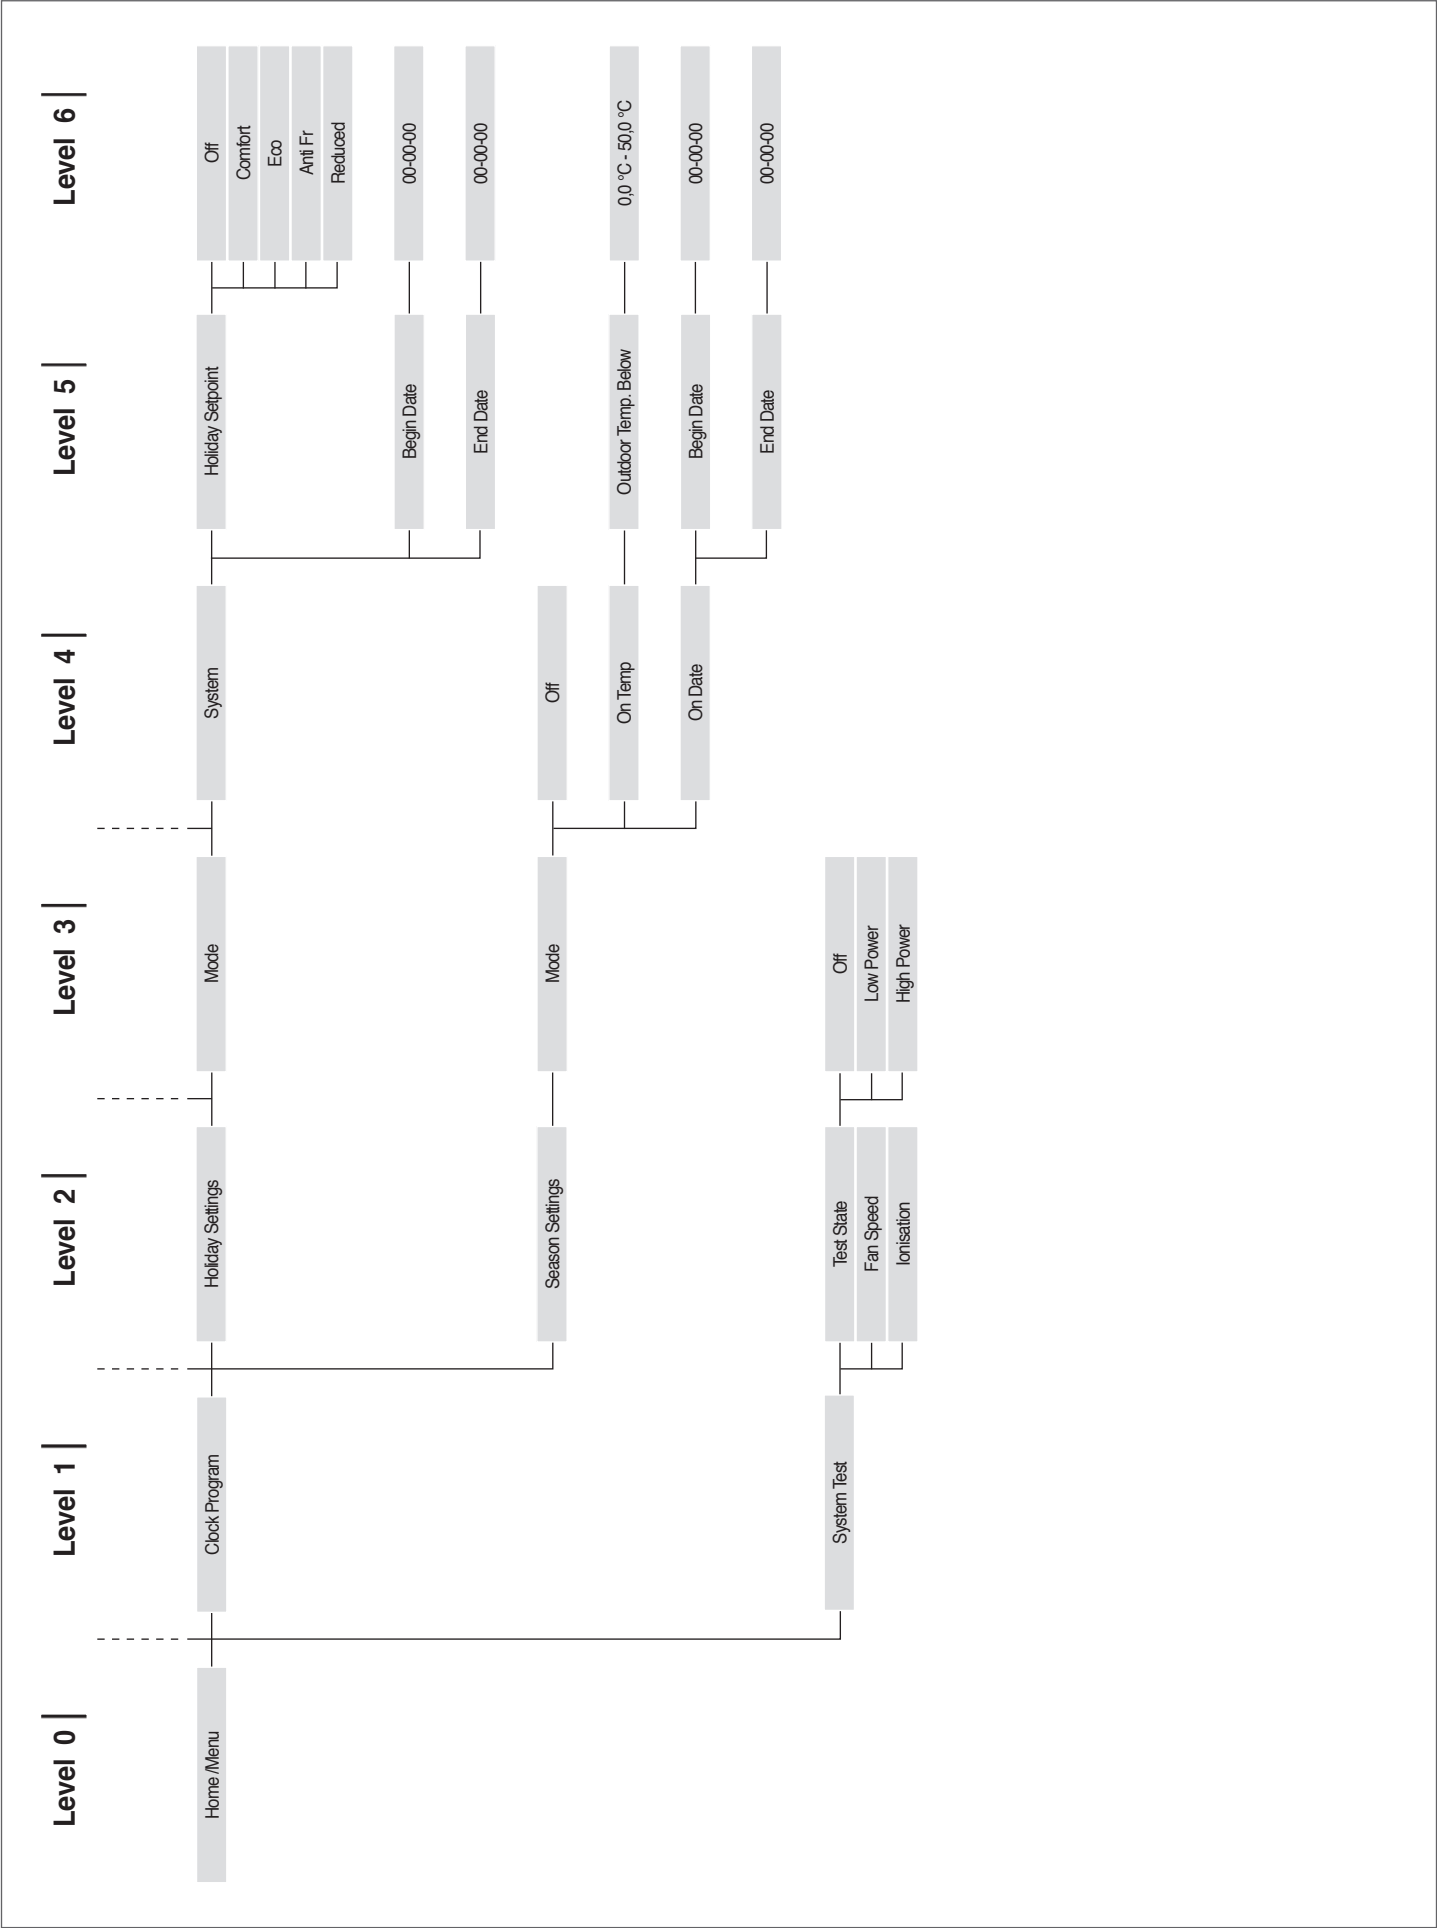 Level 0
Level 1
Level 2
Level 3
Level 4
Level 5
Level 6
Home /Menu
Clock Program
Holiday Settings
Mode
System
Holiday Setpoint
Off
Comfort
Eco
Anti Fr
Reduced
Begin Date
00-00-00
End Date
00-00-00
Season Settings
Mode
Off
On Temp
Outdoor Temp. Below
0,0 °C - 50,0 °C
On Date
Begin Date
00-00-00
End Date
00-00-00
System Test
Test State
Off
Fan Speed
Low Power
Ionisation
High Power